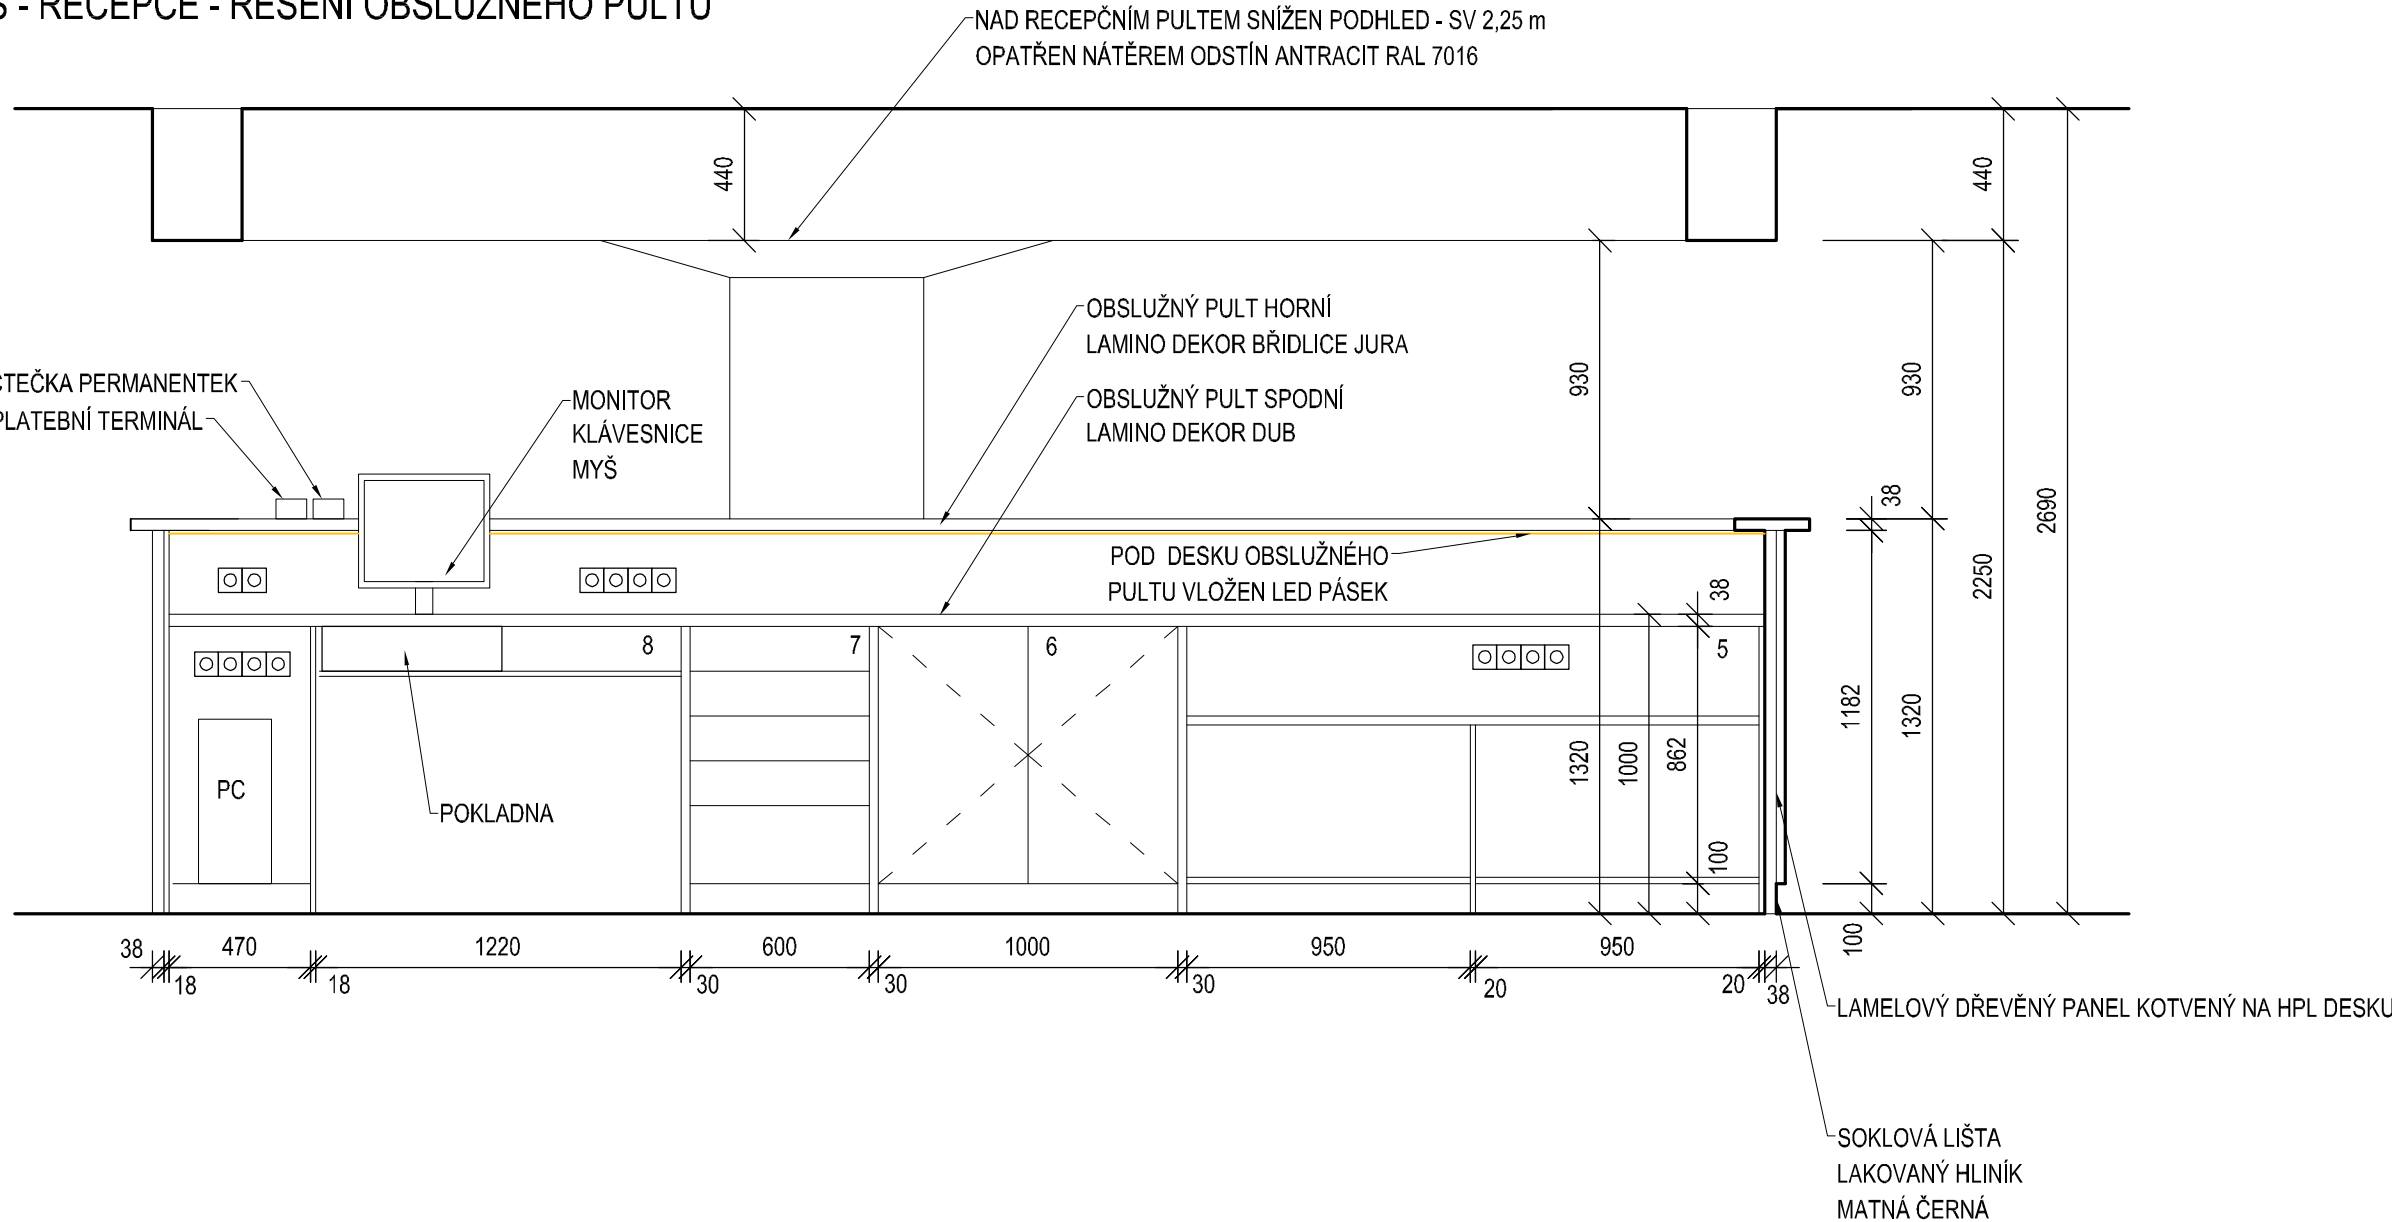 - RECEPCE - ŘEŠENÍ OBSLUŽNÉHO PULTU
NAD RECEPČNÍM PULTEM SNÍŽEN PODHLED - SV 2,25 m
OPATŘEN NÁTĚREM ODSTÍN ANTRACIT RAL 7016
440
440
OBSLUŽNÝ PULT HORNÍ
LAMINO DEKOR BŘIDLICE JURA
930
930
ČTEČKA PERMANENTEK
PLATEBNÍ TERMINÁL
MONITOR
KLÁVESNICE
MYŠ
OBSLUŽNÝ PULT SPODNÍ
LAMINO DEKOR DUB
38
2690
POD DESKU OBSLUŽNÉHO
PULTU VLOŽEN LED PÁSEK
38
2250
8
7
6
5
1182
1320
1320
1000
862
PC
POKLADNA
100
100
38
470
1220
600
1000
950
950
18
18
30
30
30
20
20
38
LAMELOVÝ DŘEVĚNÝ PANEL KOTVENÝ NA HPL DESKU
SOKLOVÁ LIŠTA
LAKOVANÝ HLINÍK
MATNÁ ČERNÁ